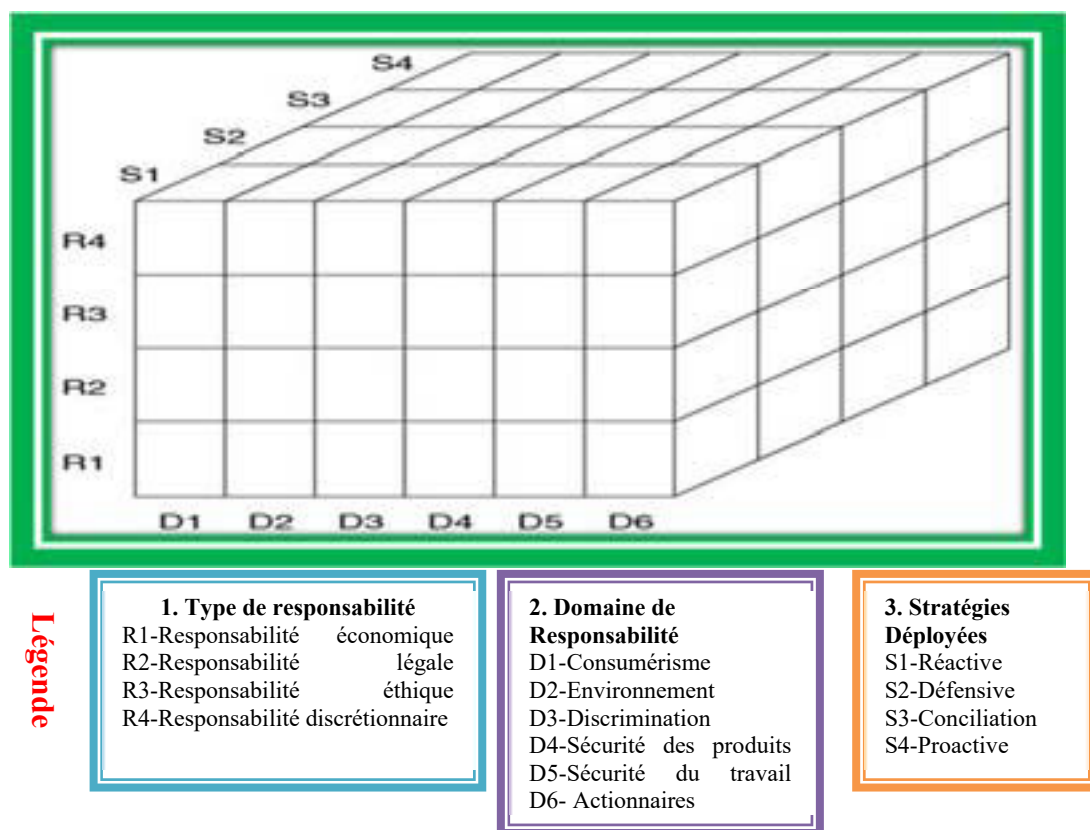 S4
S3
S2
S1
R4
R3
R2
R1
D1 D2 D3 D4 D5 D6
Légende
1. Type de responsabilité
R1-Responsabilité économique
R2-Responsabilité légale
R3-Responsabilité éthique
R4-Responsabilité discrétionnaire
2. Domaine de
Responsabilité
D1-Consumérisme
D2-Environnement
D3-Discrimination
D4-Sécurité des produits
D5-Sécurité du travail
D6- Actionnaires
3. Stratégies
Déployées
S1-Réactive
S2-Défensive
S3-Conciliation
S4-Proactive